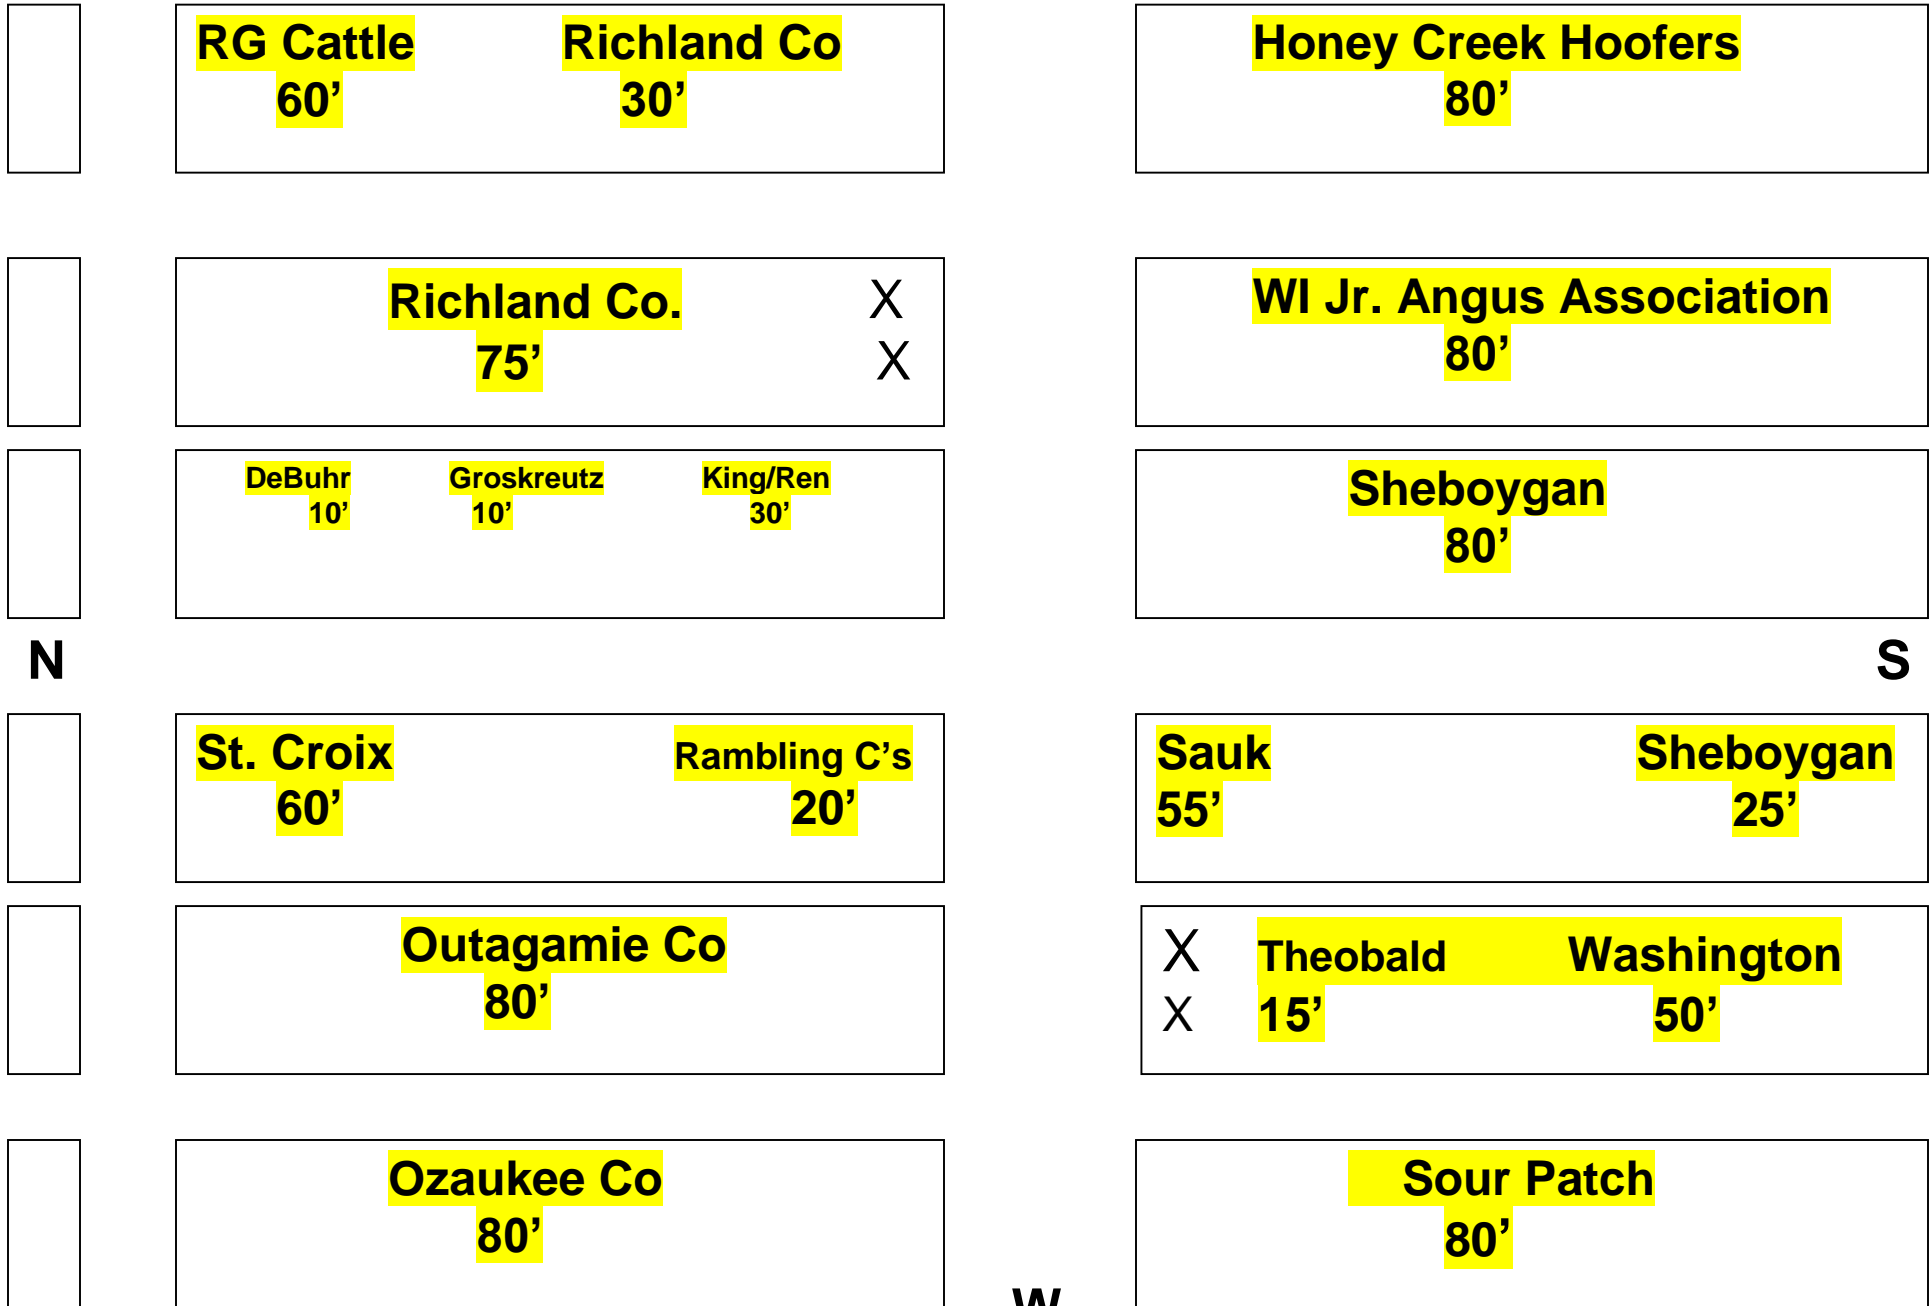 RG Cattle Richland Co Honey Creek Hoofers
60’ 30’ 80’
Richland Co. X WI Jr. Angus Association
75’ X 80’
DeBuhr Groskreutz King/Ren Sheboygan
10’ 10’ 30’ 80’
N S
St. Croix Rambling C’s Sauk Sheboygan
60’ 20’ 55’ 25’
Outagamie Co X Theobald Washington
80’ X 15’ 50’
Ozaukee Co Sour Patch
80’ 80’
W